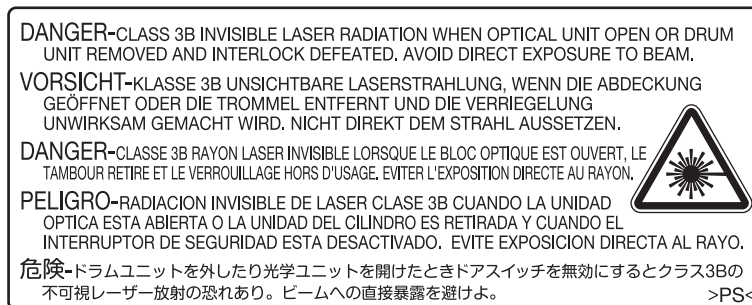 DANGER-CLASS 3B INVISIBLE LASER RADIATION WHEN OPTICAL UNIT OPEN OR DRUM
UNIT REMOVED AND INTERLOCK DEFEATED. AVOID DIRECT EXPOSURE TO BEAM.
VORSICHT-KLASSE 3B UNSICHTBARE LASERSTRAHLUNG, WENN DIE ABDECKUNG
GEÖFFNET ODER DIE TROMMEL ENTFERNT UND DIE VERRIEGELUNG
UNWIRKSAM GEMACHT WIRD. NICHT DIREKT DEM STRAHL AUSSETZEN.
DANGER-CLASSE 3B RAYON LASER INVISIBLE LORSQUE LE BLOC OPTIQUE EST OUVERT, LE
TAMBOUR RETIRE ET LE VERROUILLAGE HORS D'USAGE. EVITER L'EXPOSITION DIRECTE AU RAYON.
PELIGRO-RADIACION INVISIBLE DE LASER CLASE 3B CUANDO LA UNIDAD
OPTICA ESTA ABIERTA O LA UNIDAD DEL CILINDRO ES RETIRADA Y CUANDO EL
INTERRUPTOR DE SEGURIDAD ESTA DESACTIVADO. EVITE EXPOSICION DIRECTA AL RAYO.
危険-ドラムユニットを外したり光学ユニットを開けたときドアスイッチを無効にするとクラス3Bの
不可視レーザー放射の恐れあり。ビームへの直接暴露を避けよ。 >PS<